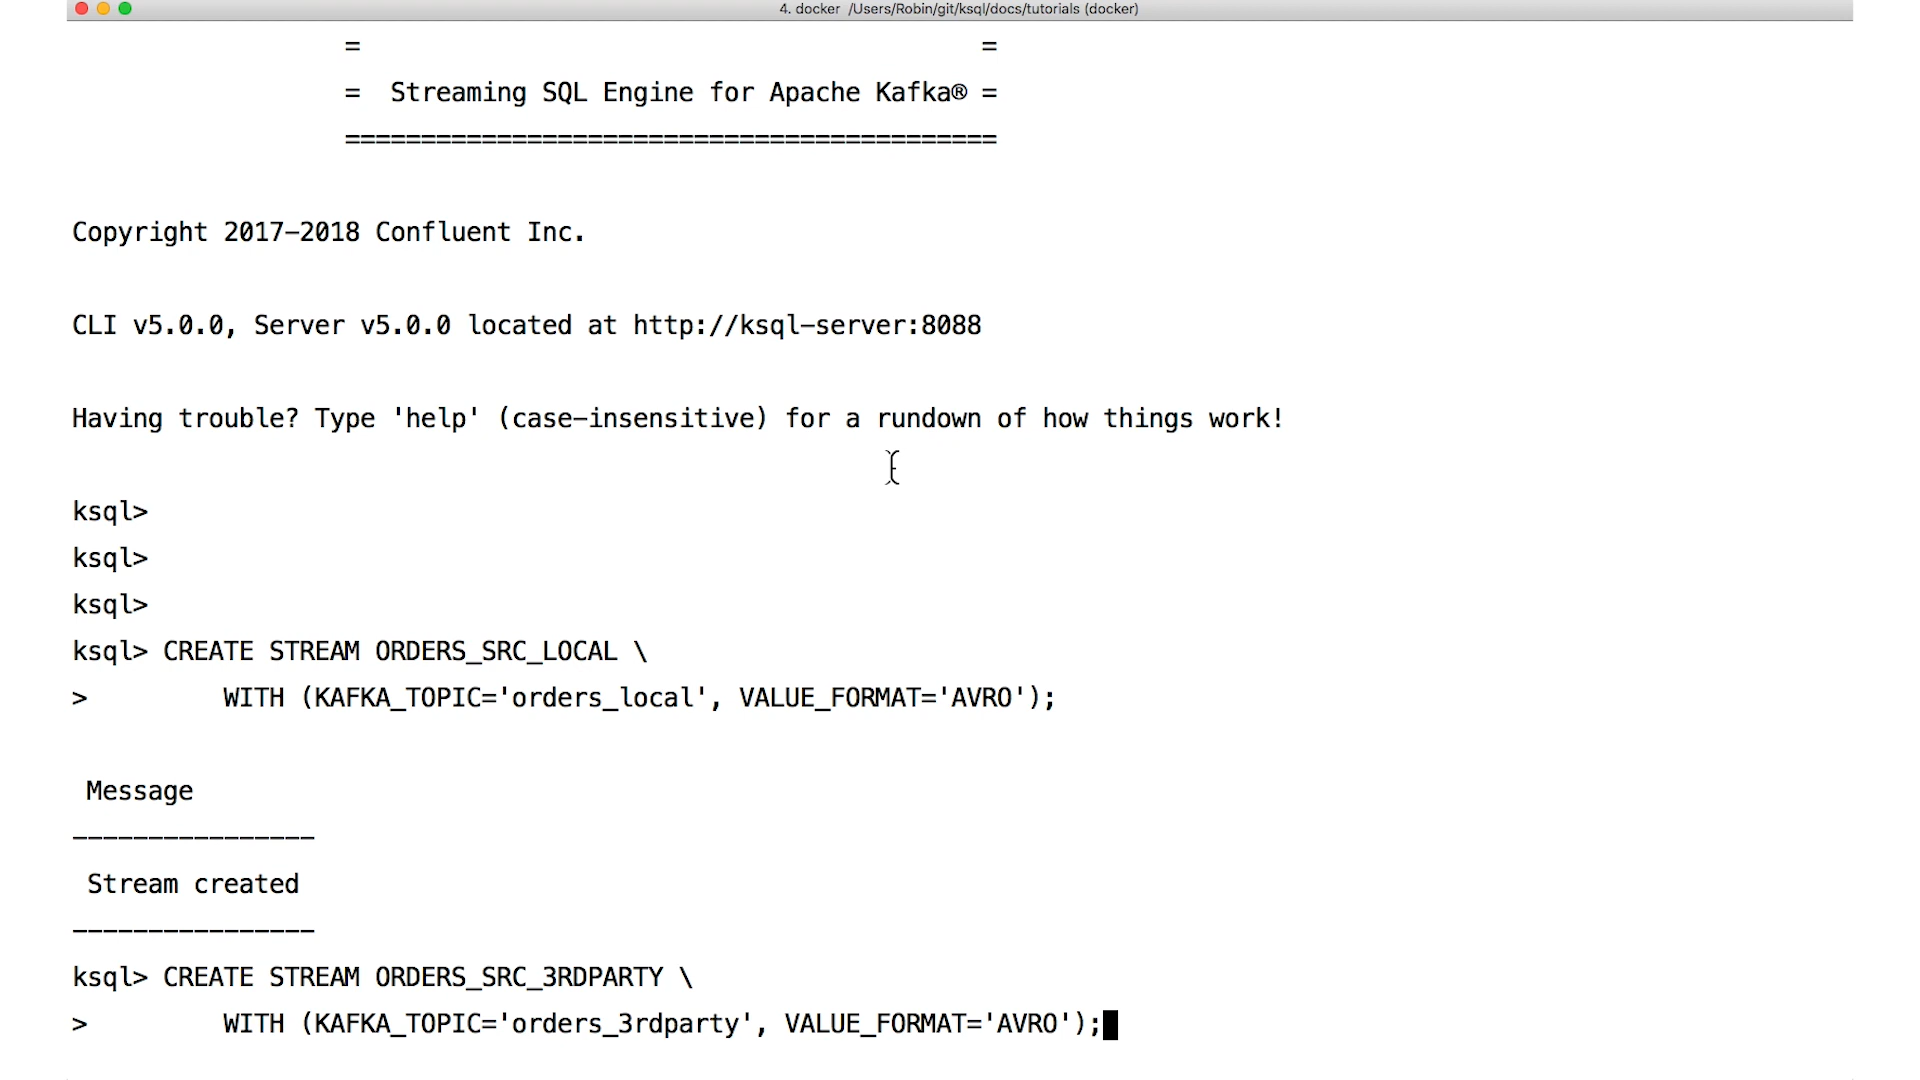 4. docker /Users/Robin/git/ksql/docs/tutorials (docker)
= =
= Streaming SQL Engine for Apache Kafka® =
===========================================
Copyright 2017-2018 Confluent Inc.
CLI v5.0.0, Server v5.0.0 located at http://ksql-server:8088
Having trouble? Type 'help' (case-insensitive) for a rundown of how things work!
ksql>
ksql>
ksql>
ksql> CREATE STREAM ORDERS_SRC_LOCAL \
> WITH (KAFKA_TOPIC='orders_local', VALUE_FORMAT='AVRO');
Message
----------------
Stream created
----------------
ksql> CREATE STREAM ORDERS_SRC_3RDPARTY \
> WITH (KAFKA_TOPIC='orders_3rdparty', VALUE_FORMAT='AVRO');